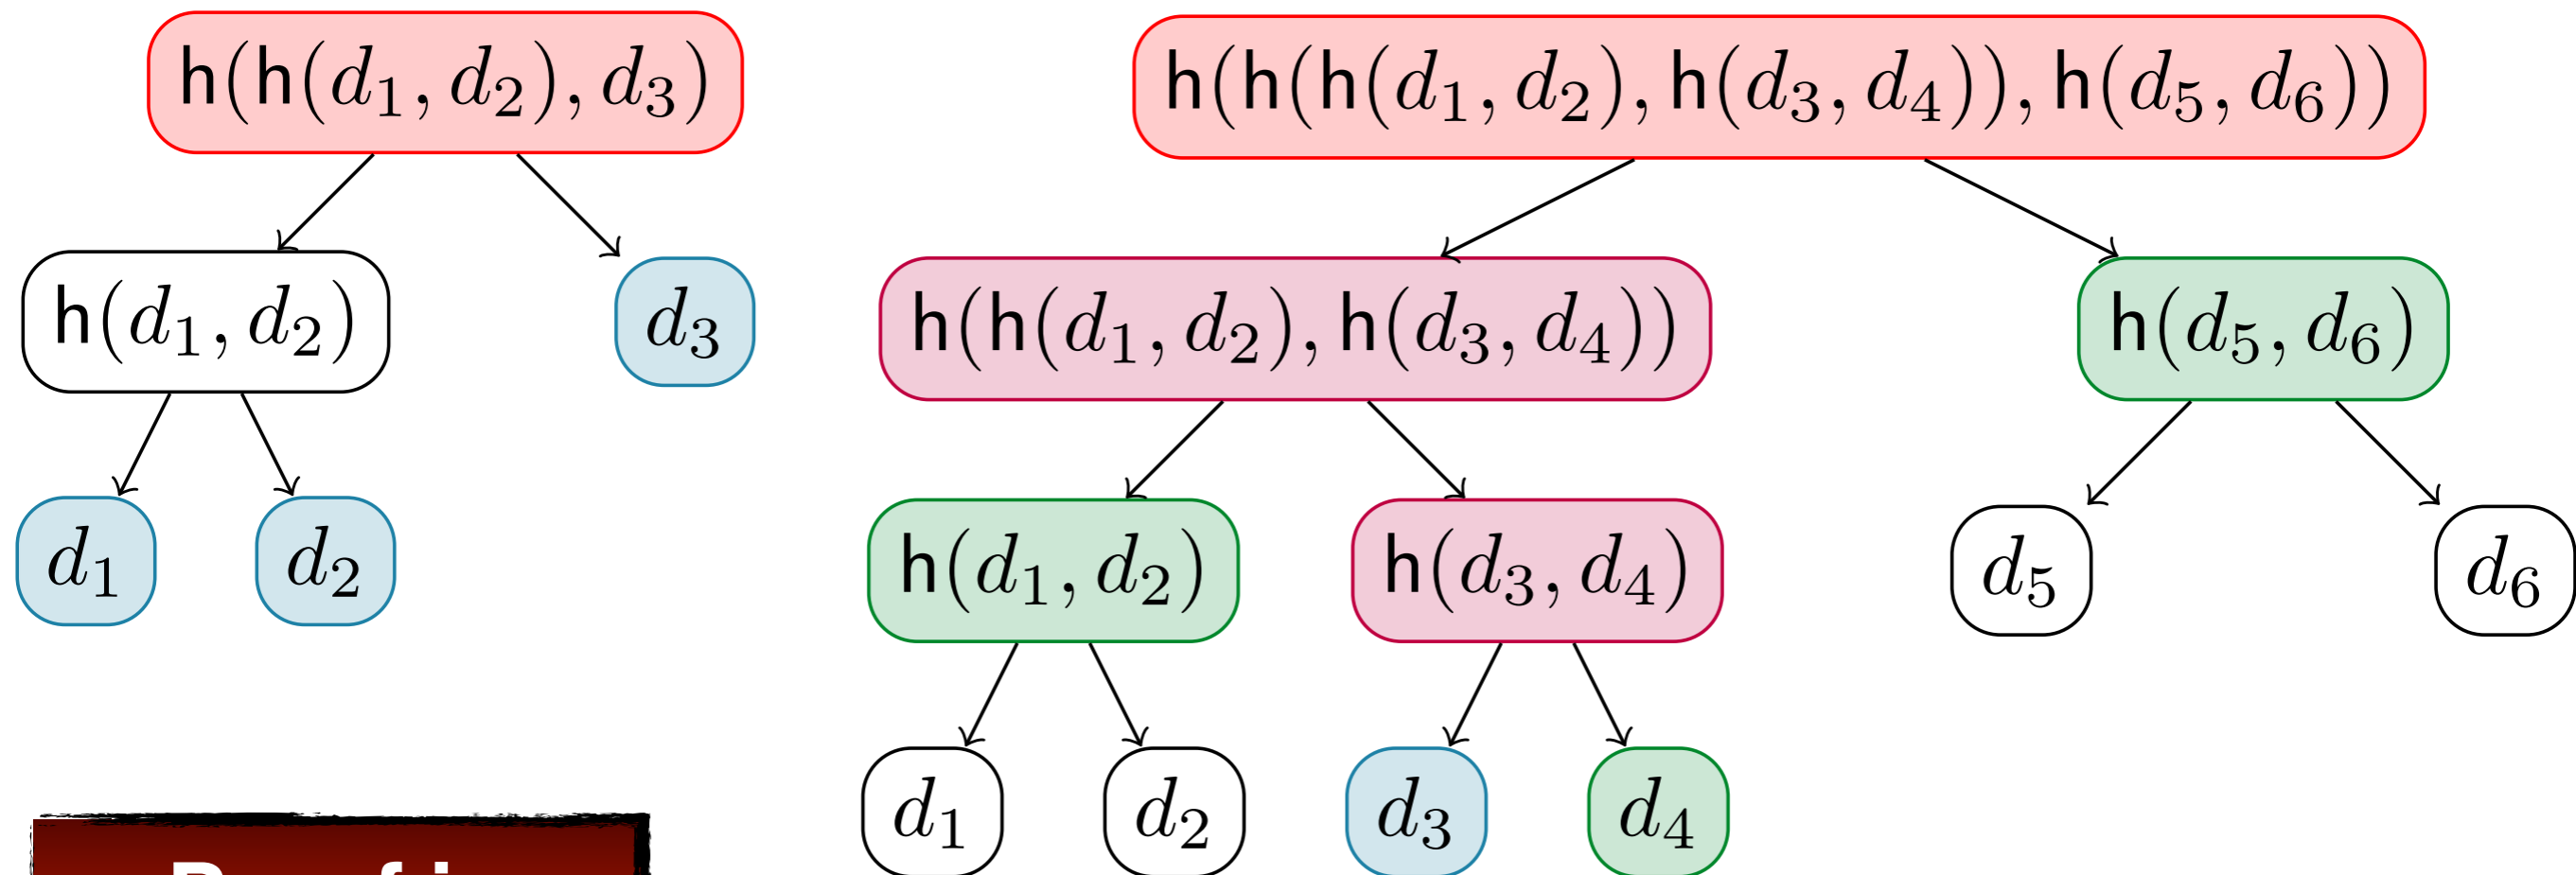 h(h(d₁, d₂), d₃)
h(d₁, d₂)
d₃
d₁
d₂
h(h(h(d₁, d₂), h(d₃, d₄)), h(d₅, d₆))
h(h(d₁, d₂), h(d₃, d₄))
h(d₅, d₆)
h(d₁, d₂)
h(d₃, d₄)
d₅
d₆
d₁
d₂
d₃
d₄